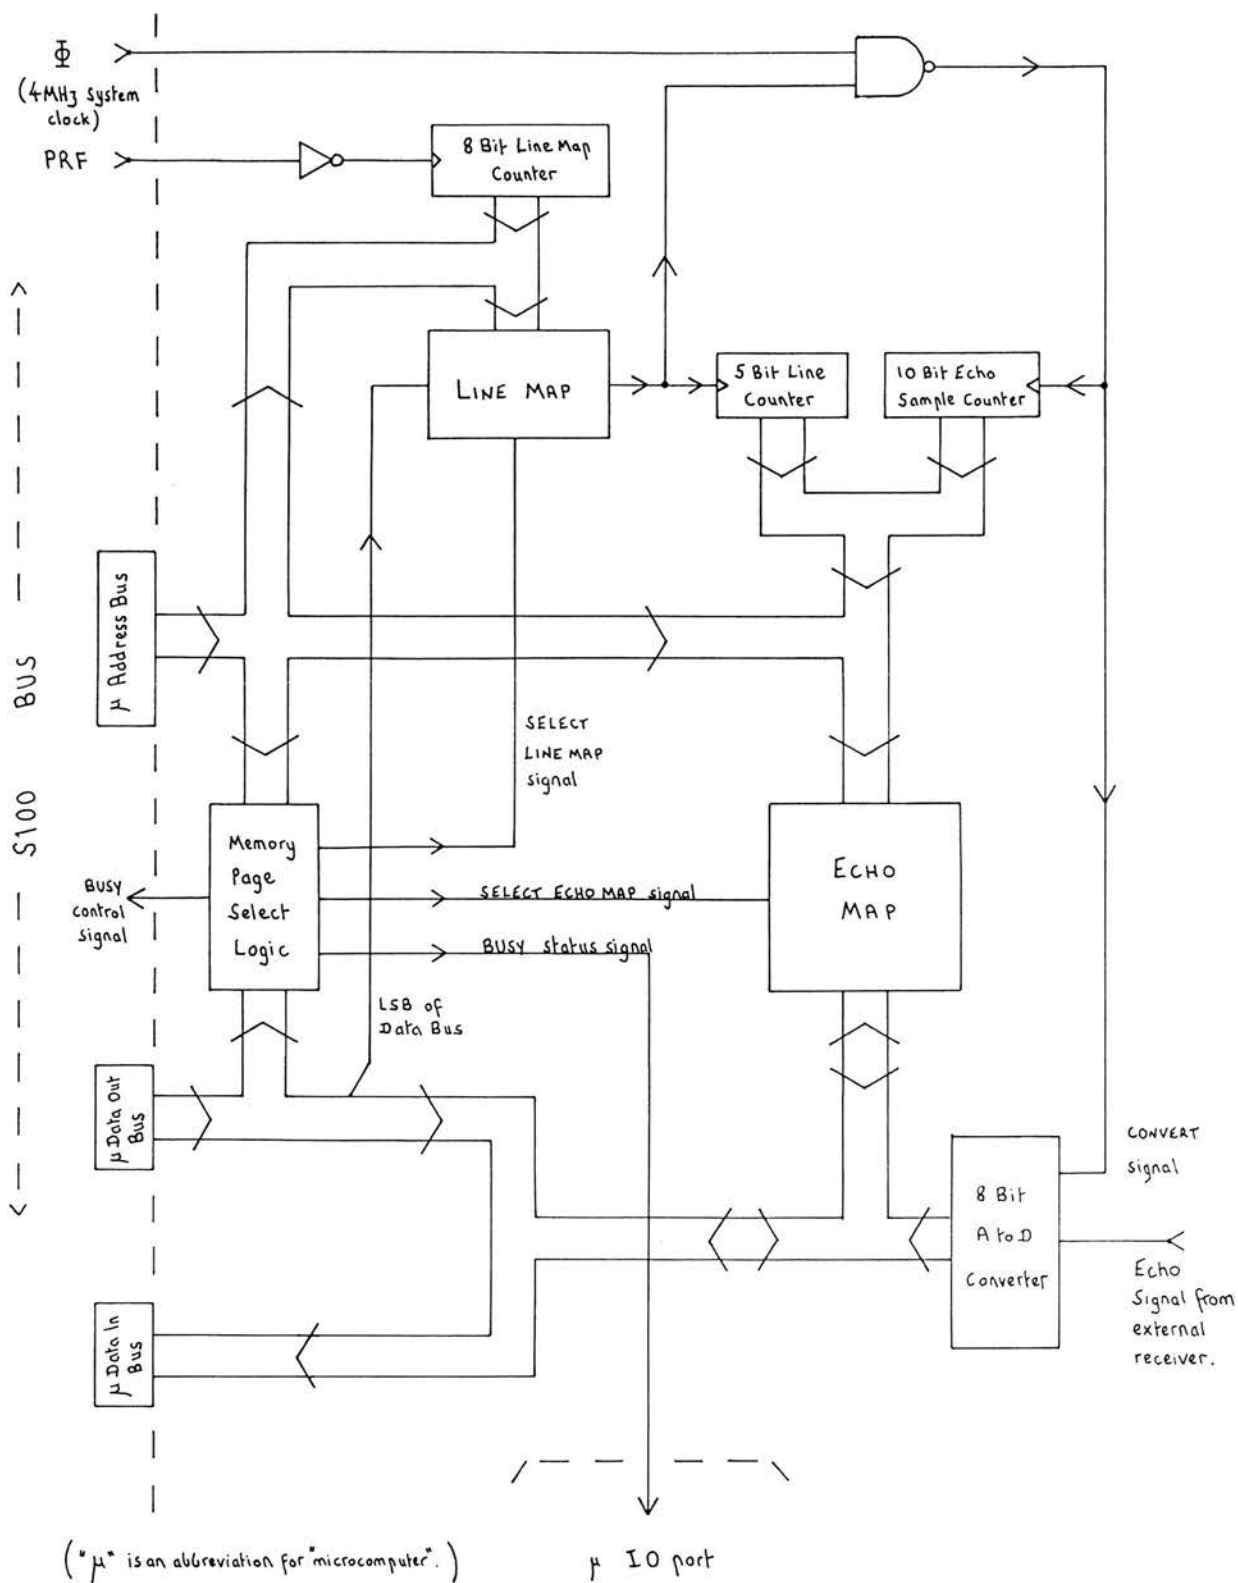 Φ
(4MHz System
clock)
PRF
8 Bit Line Map
Counter
LINE MAP
5 Bit Line
Counter
10 Bit Echo
Sample Counter
S100 BUS
μ Address Bus
SELECT
LINE MAP
signal
Memory
Page
Select
Logic
BUSY
control
signal
SELECT ECHO MAP signal
BUSY status signal
ECHO
MAP
LSB of
Data Bus
μ Data Out
Bus
CONVERT
signal
8 Bit
A to D
Converter
Echo
Signal from
external
receiver.
μ Data In
Bus
("μ" is an abbreviation for "microcomputer".)
μ IO port